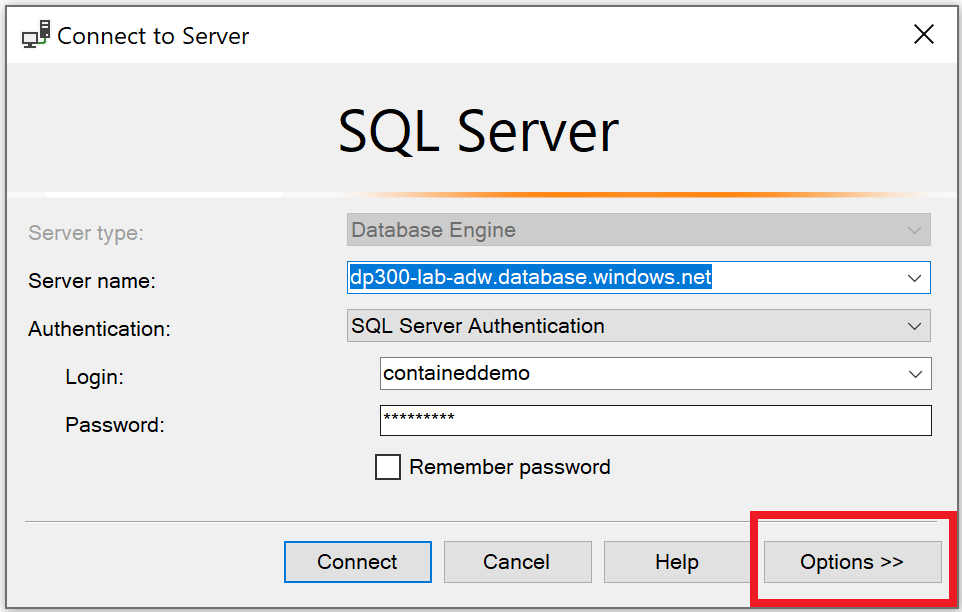 Connect to Server
SQL Server
Server type: Database Engine
Server name: dp300-lab-adw.database.windows.net
Authentication: SQL Server Authentication
Login: containeddemo
Password: *********
Remember password
Connect Cancel Help Options >>